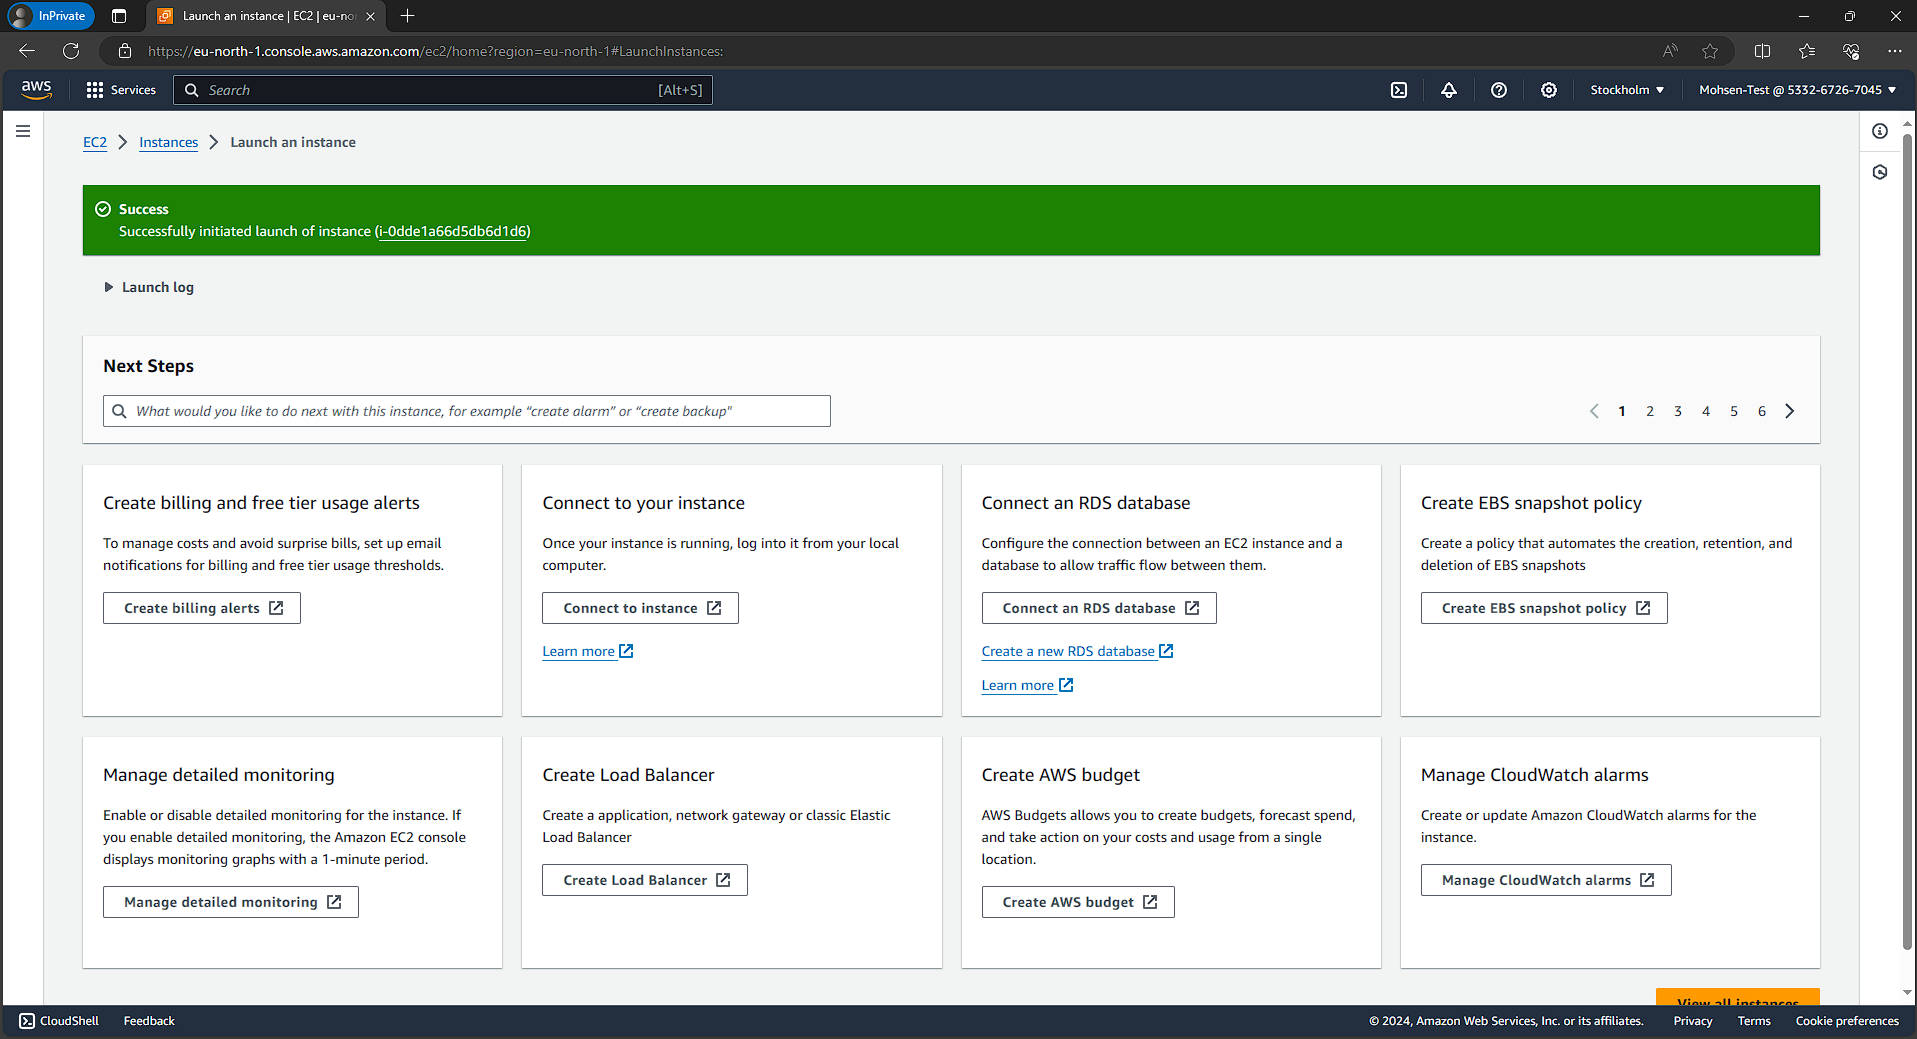 InPrivate
Launch an instance | EC2 | eu-no
https://eu-north-1.console.aws.amazon.com/ec2/home?region=eu-north-1#LaunchInstances:
aws
Services
Search
[Alt+S]
Stockholm
Mohsen-Test @ 5332-6726-7045
EC2
Instances
Launch an instance
Success
Successfully initiated launch of instance (i-0dde1a66d5db6d1d6)
Launch log
Next Steps
What would you like to do next with this instance, for example “create alarm” or “create backup"
1 2 3 4 5 6
Create billing and free tier usage alerts
To manage costs and avoid surprise bills, set up email
notifications for billing and free tier usage thresholds.
Create billing alerts
Connect to your instance
Once your instance is running, log into it from your local
computer.
Connect to instance
Learn more
Connect an RDS database
Configure the connection between an EC2 instance and a
database to allow traffic flow between them.
Connect an RDS database
Create a new RDS database
Learn more
Create EBS snapshot policy
Create a policy that automates the creation, retention, and
deletion of EBS snapshots
Create EBS snapshot policy
Manage detailed monitoring
Enable or disable detailed monitoring for the instance. If
you enable detailed monitoring, the Amazon EC2 console
displays monitoring graphs with a 1-minute period.
Manage detailed monitoring
Create Load Balancer
Create a application, network gateway or classic Elastic
Load Balancer
Create Load Balancer
Create AWS budget
AWS Budgets allows you to create budgets, forecast spend,
and take action on your costs and usage from a single
location.
Create AWS budget
Manage CloudWatch alarms
Create or update Amazon CloudWatch alarms for the
instance.
Manage CloudWatch alarms
View all instances
CloudShell
Feedback
© 2024, Amazon Web Services, Inc. or its affiliates.
Privacy
Terms
Cookie preferences